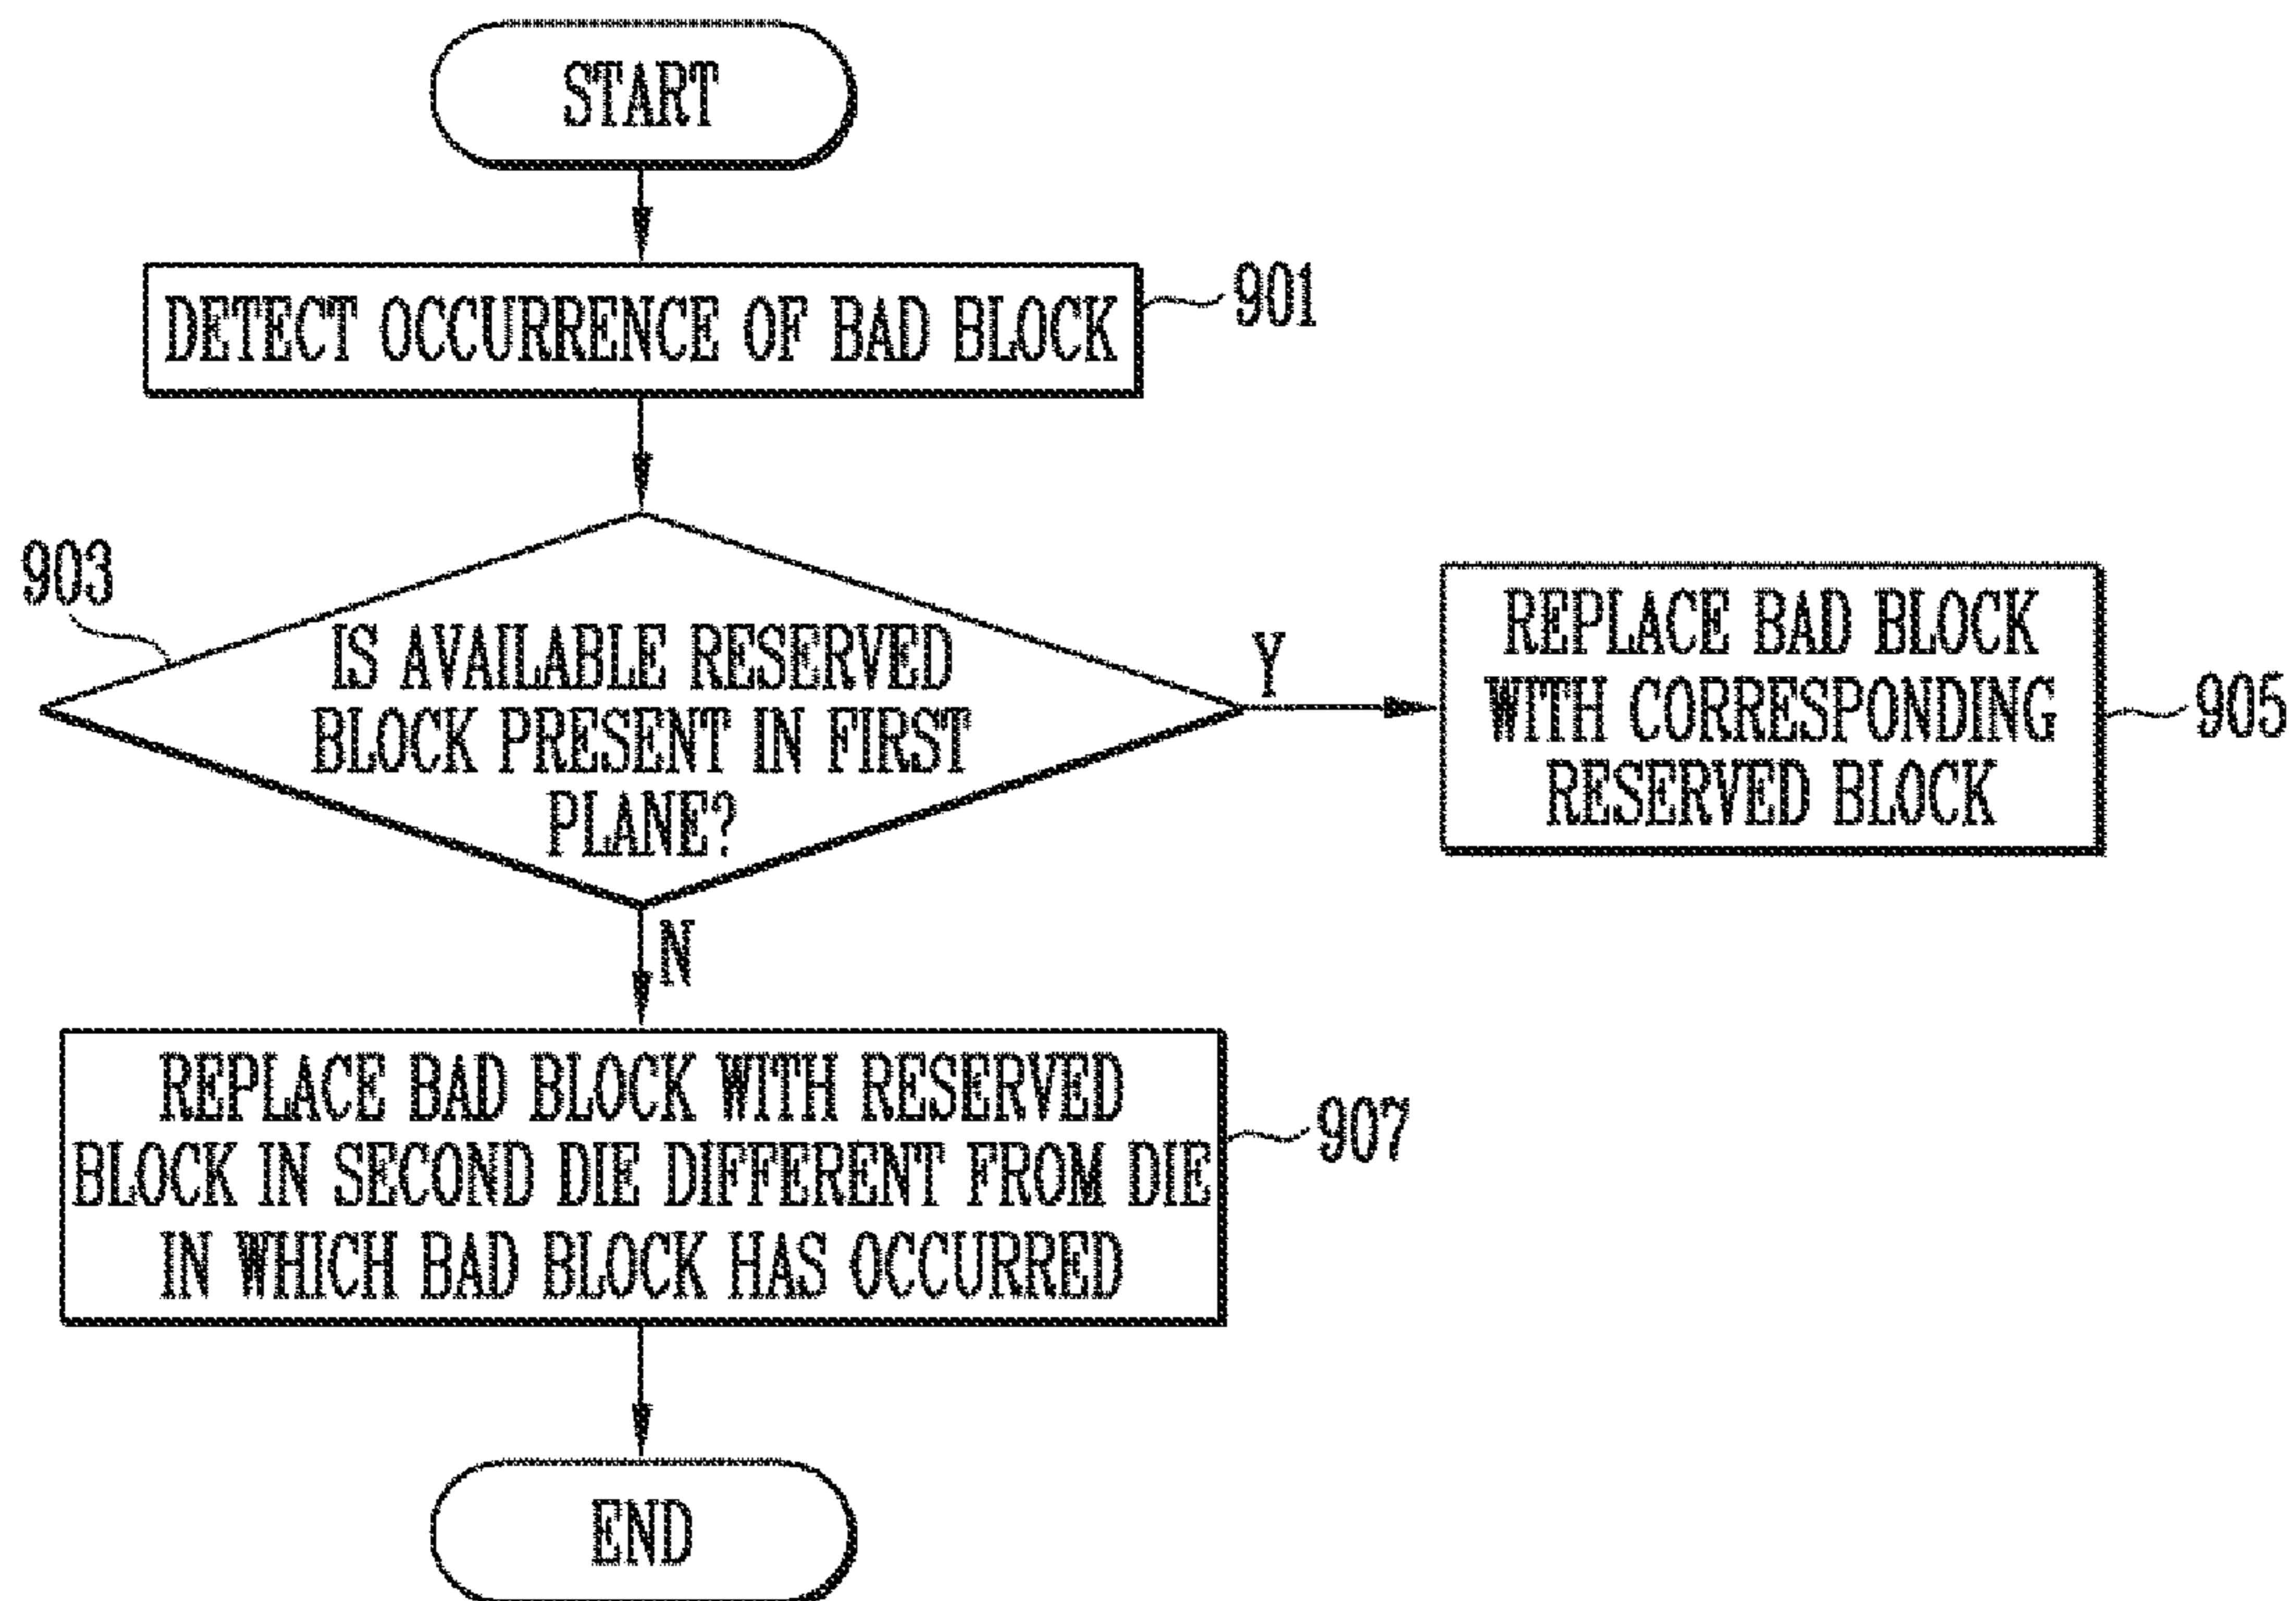 START
DETECT OCCURRENCE OF BAD BLOCK
901
903
IS AVAILABLE RESERVED
BLOCK PRESENT IN FIRST
PLANE?
Y
REPLACE BAD BLOCK
WITH CORRESPONDING
RESERVED BLOCK
905
N
REPLACE BAD BLOCK WITH RESERVED
BLOCK IN SECOND DIE DIFFERENT FROM DIE
IN WHICH BAD BLOCK HAS OCCURRED
907
END